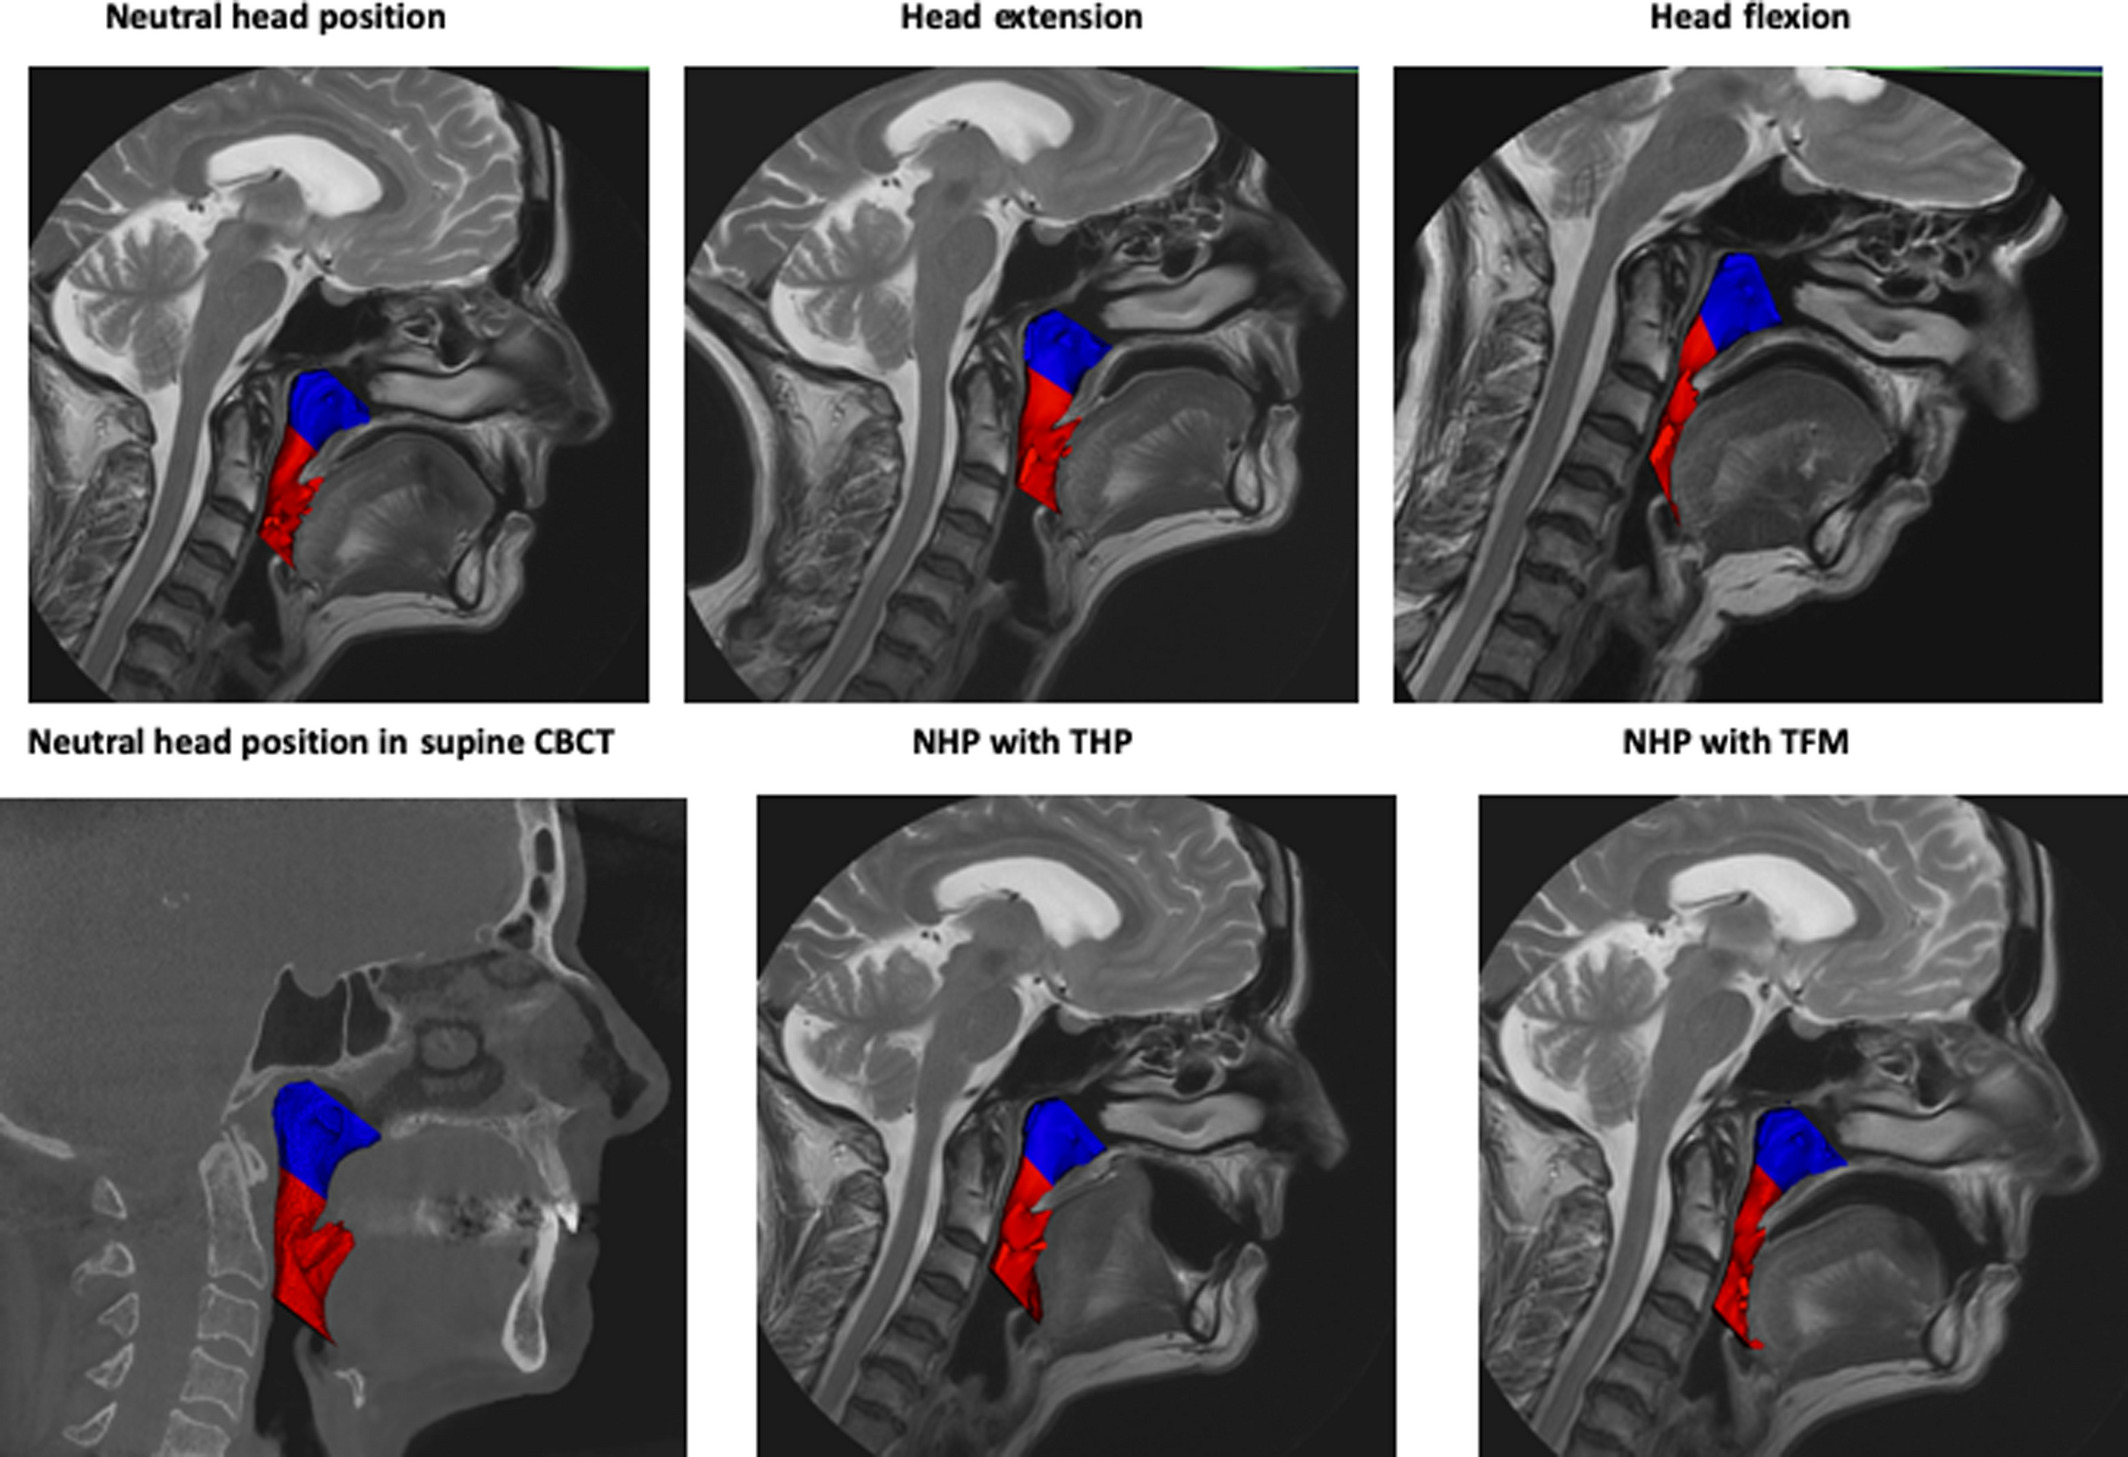 Neutral head position
Head extension
Head flexion
Neutral head position in supine CBCT
NHP with THP
NHP with TFM